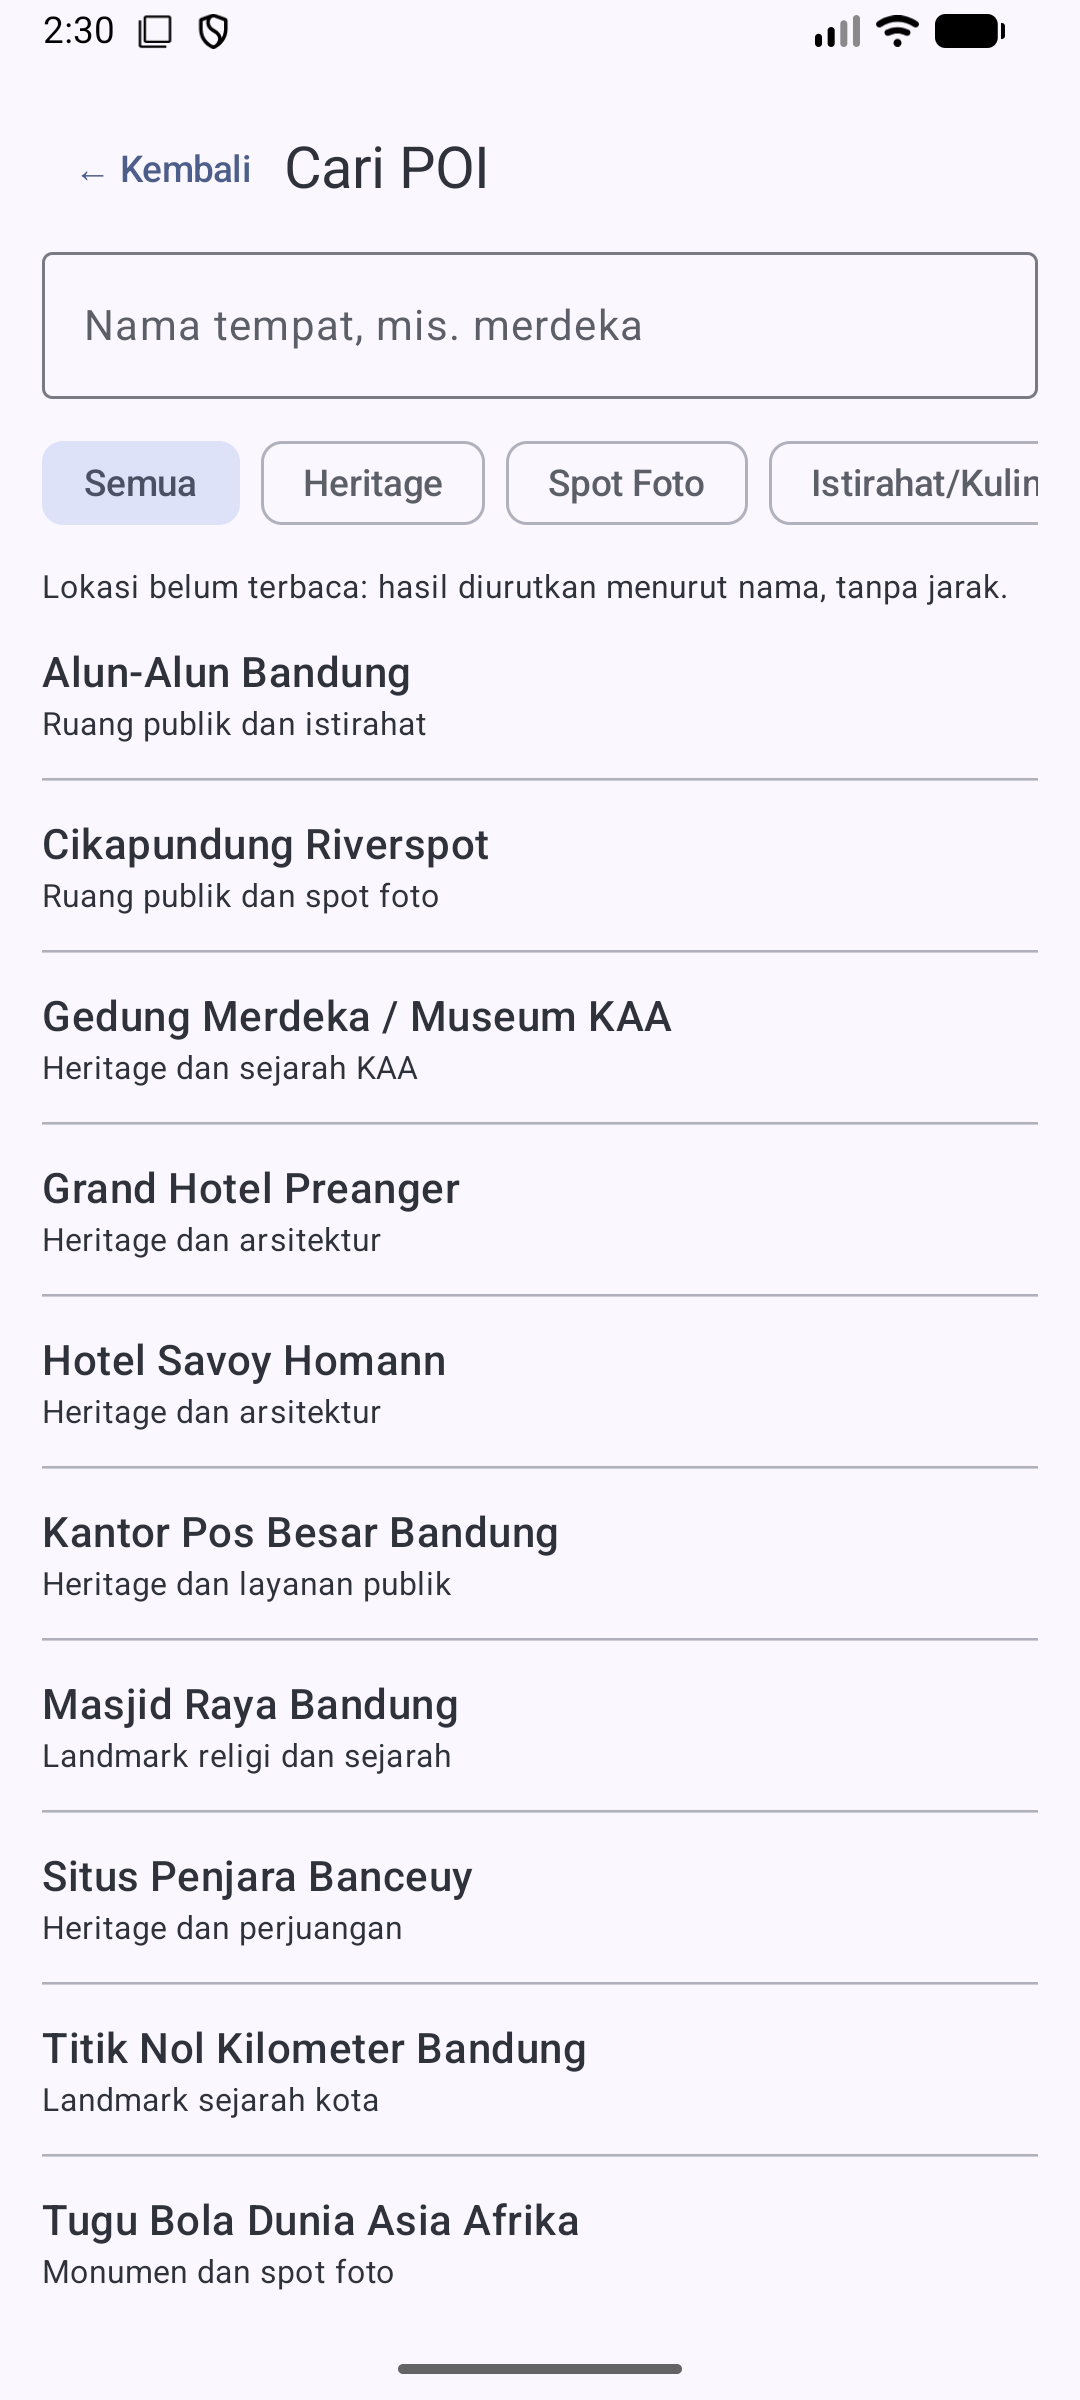 2:30
← Kembali Cari POI
Nama tempat, mis. merdeka
Semua Heritage Spot Foto Istirahat/Kulin
Lokasi belum terbaca: hasil diurutkan menurut nama, tanpa jarak.
Alun-Alun Bandung
Ruang publik dan istirahat
Cikapundung Riverspot
Ruang publik dan spot foto
Gedung Merdeka / Museum KAA
Heritage dan sejarah KAA
Grand Hotel Preanger
Heritage dan arsitektur
Hotel Savoy Homann
Heritage dan arsitektur
Kantor Pos Besar Bandung
Heritage dan layanan publik
Masjid Raya Bandung
Landmark religi dan sejarah
Situs Penjara Banceuy
Heritage dan perjuangan
Titik Nol Kilometer Bandung
Landmark sejarah kota
Tugu Bola Dunia Asia Afrika
Monumen dan spot foto